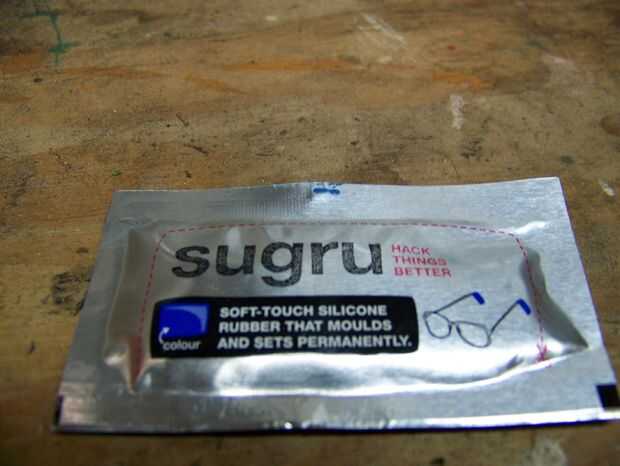 sugru
HACK
THINGS
BETTER
SOFT-TOUCH SILICONE
RUBBER THAT MOULDS
AND SETS PERMANENTLY.
colour